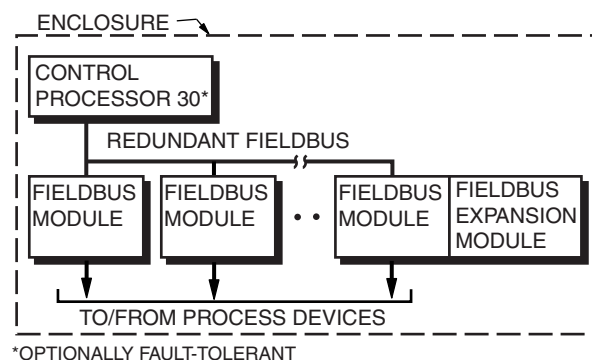 ENCLOSURE
CONTROL
PROCESSOR 30*
REDUNDANT FIELDBUS
FIELDBUS
MODULE
FIELDBUS
MODULE
FIELDBUS
MODULE
FIELDBUS
EXPANSION
MODULE
TO/FROM PROCESS DEVICES
*OPTIONALLY FAULT-TOLERANT